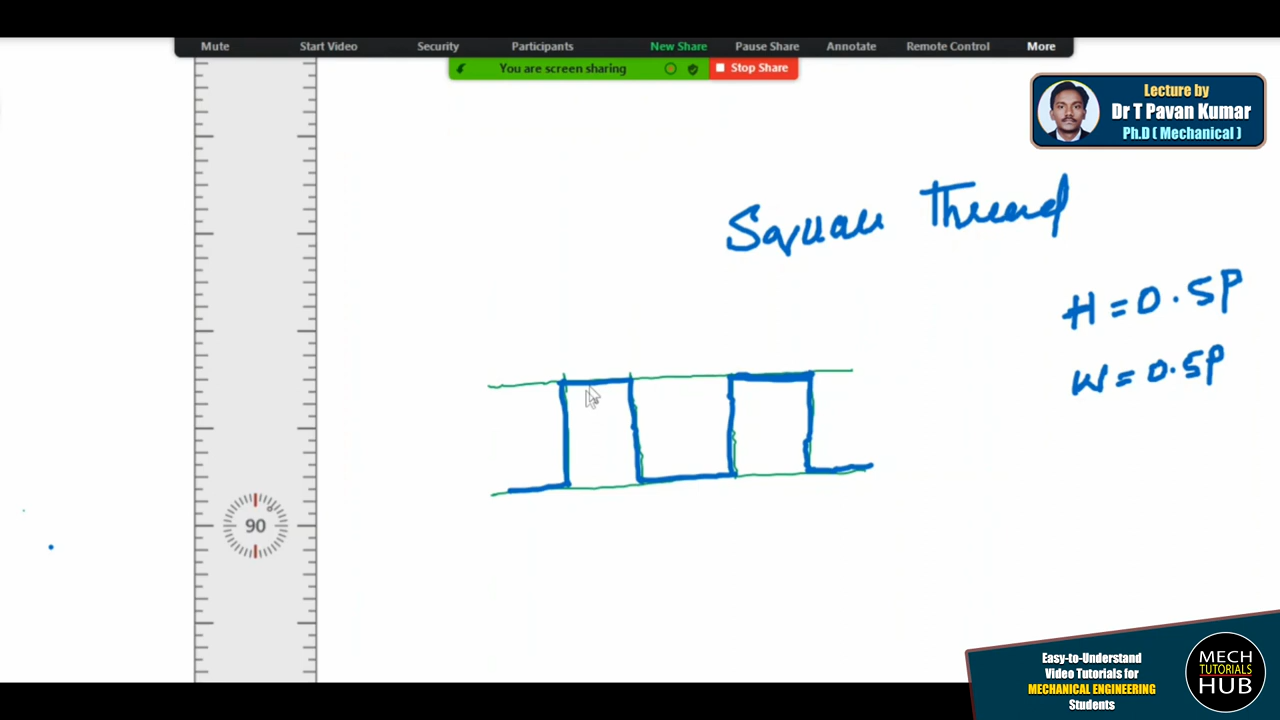 Mute Start Video Security Participants New Share Pause Share Annotate Remote Control More
You are screen sharing Stop Share
Lecture by
Dr T Pavan Kumar
Ph.D ( Mechanical )
Square Thread
H = 0.5P
W = 0.5P
90
Easy-to-Understand
Video Tutorials for
MECHANICAL ENGINEERING
Students
MECH
TUTORIALS
HUB